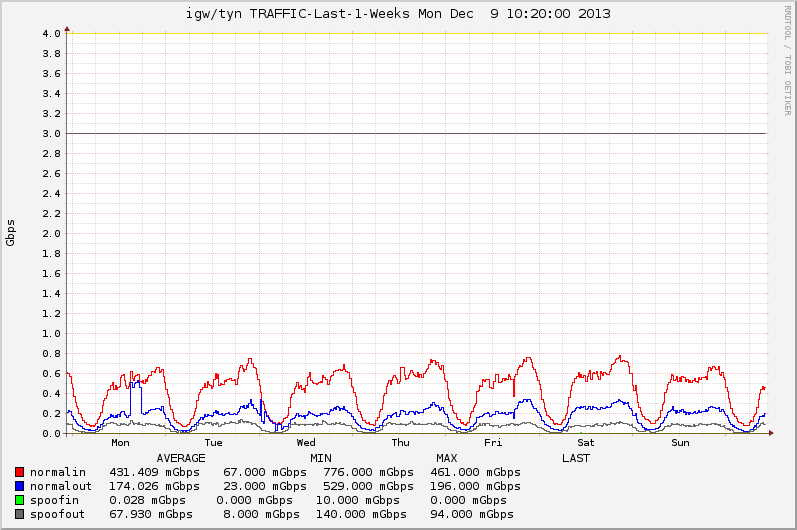 igw/tyn TRAFFIC-Last-1-Weeks Mon Dec  9 10:20:00 2013
RRDTOOL / TOBI OETIKER
Gbps
4.0
3.8
3.6
3.4
3.2
3.0
2.8
2.6
2.4
2.2
2.0
1.8
1.6
1.4
1.2
1.0
0.8
0.6
0.4
0.2
0.0
Mon Tue Wed Thu Fri Sat Sun
AVERAGE MIN MAX LAST
normalin 431.409 mGbps 67.000 mGbps 776.000 mGbps 461.000 mGbps
normalout 174.026 mGbps 23.000 mGbps 529.000 mGbps 196.000 mGbps
spoofin 0.028 mGbps 0.000 mGbps 10.000 mGbps 0.000 mGbps
spoofout 67.930 mGbps 8.000 mGbps 140.000 mGbps 94.000 mGbps